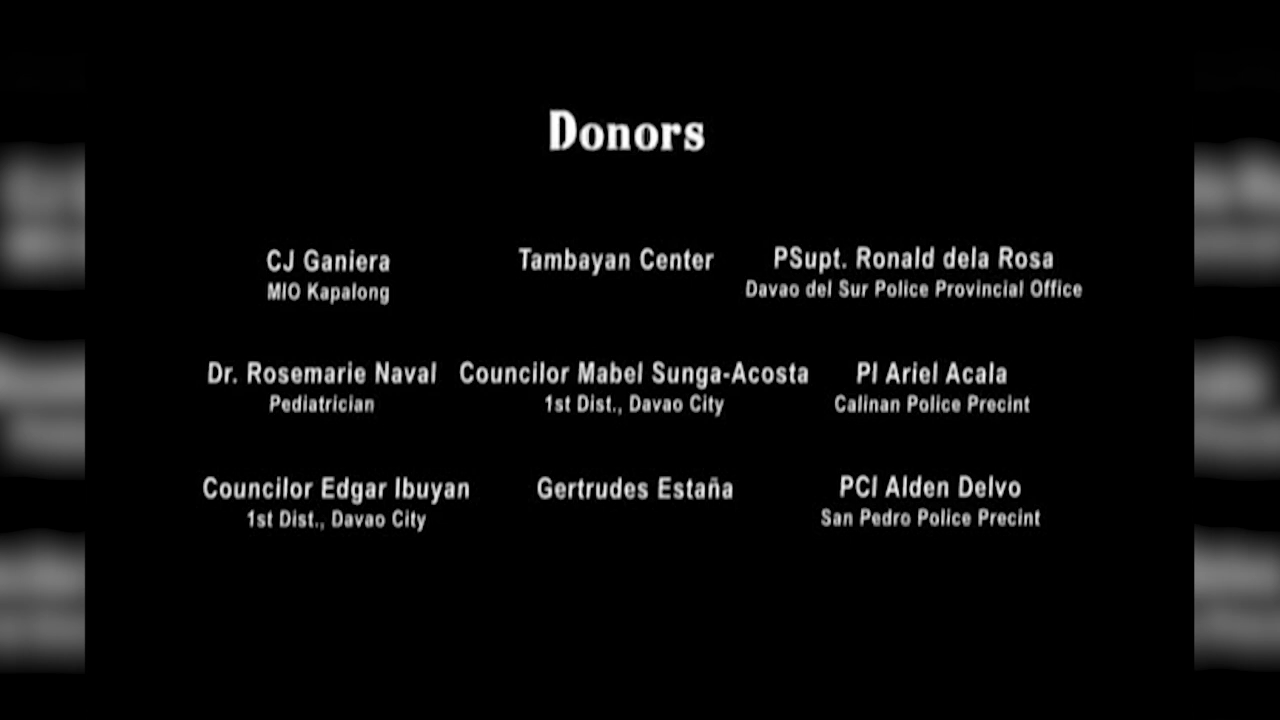 Donors
CJ Ganiera
MIO Kapalong
Tambayan Center
PSupt. Ronald dela Rosa
Davao del Sur Police Provincial Office
Dr. Rosemarie Naval
Pediatrician
Councilor Mabel Sunga-Acosta
1st Dist., Davao City
PI Ariel Acala
Calinan Police Precint
Councilor Edgar Ibuyan
1st Dist., Davao City
Gertrudes Estaña
PCI Alden Delvo
San Pedro Police Precint